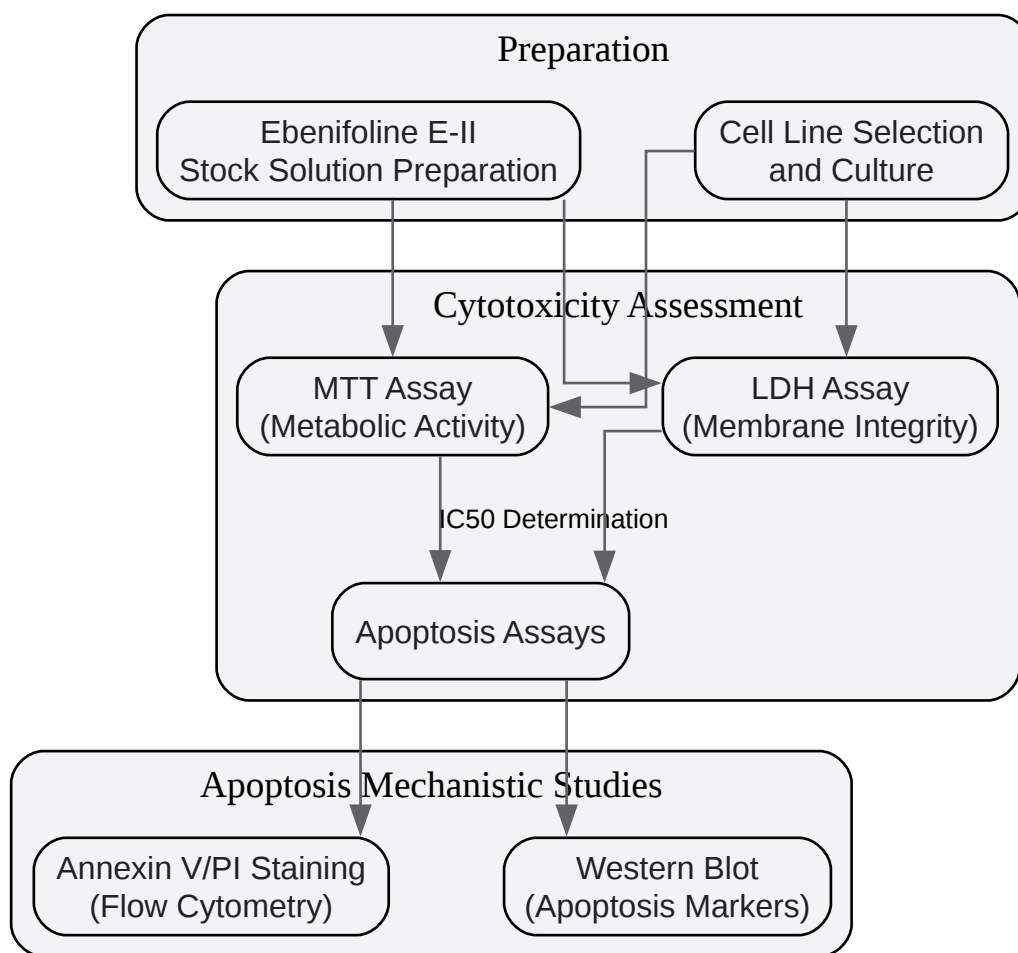 Preparation
Ebenifoline E-II
Stock Solution Preparation
Cell Line Selection
and Culture
Cytotoxicity Assessment
MTT Assay
(Metabolic Activity)
LDH Assay
(Membrane Integrity)
IC50 Determination
Apoptosis Assays
Apoptosis Mechanistic Studies
Annexin V/PI Staining
(Flow Cytometry)
Western Blot
(Apoptosis Markers)